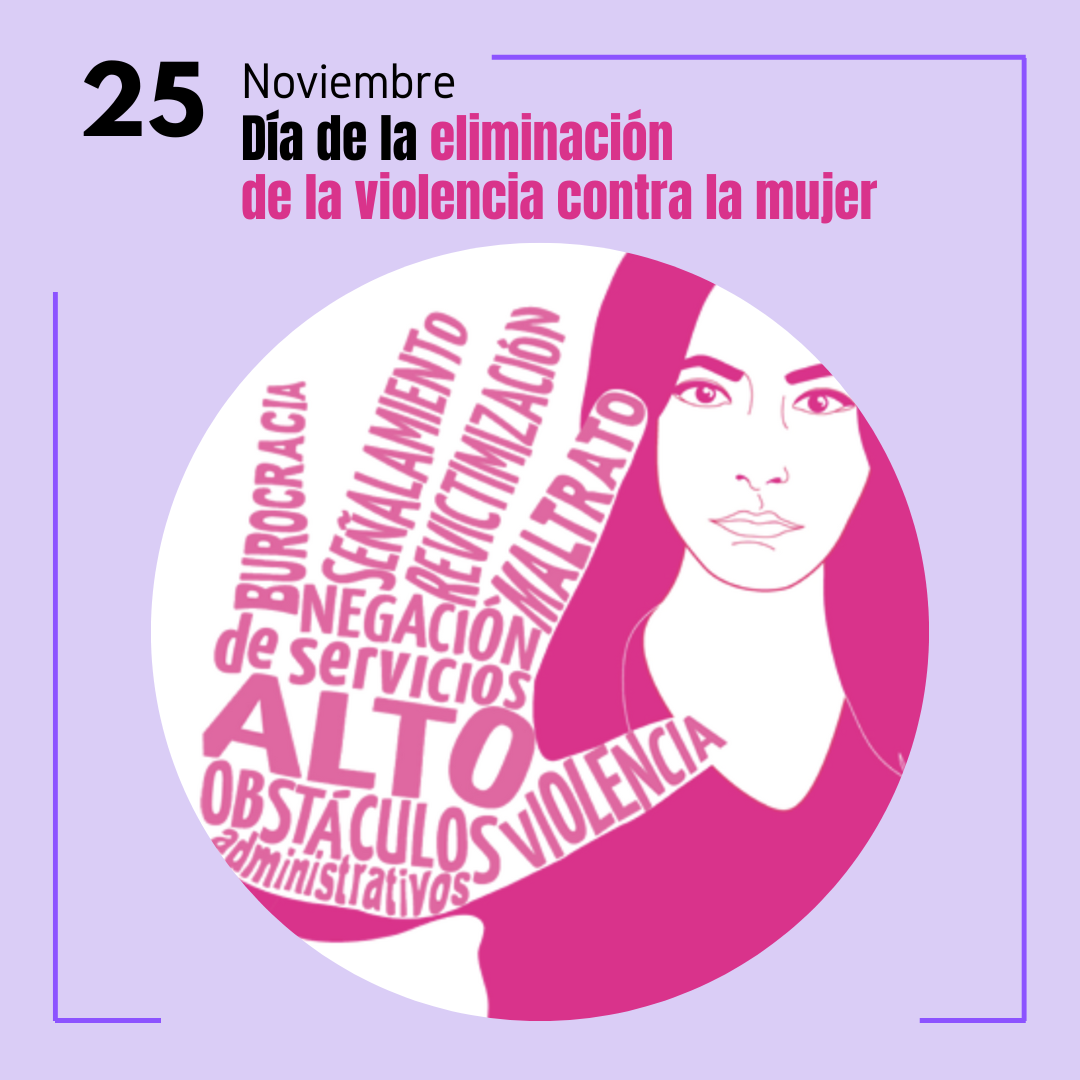 25 Noviembre
Día de la eliminación
de la violencia contra la mujer
BUROCRACIA
SEÑALAMIENTO
REVICTIMIZACIÓN
MALTRATO
NEGACIÓN
de servicios
ALTO
OBSTÁCULOS
administrativos
VIOLENCIA